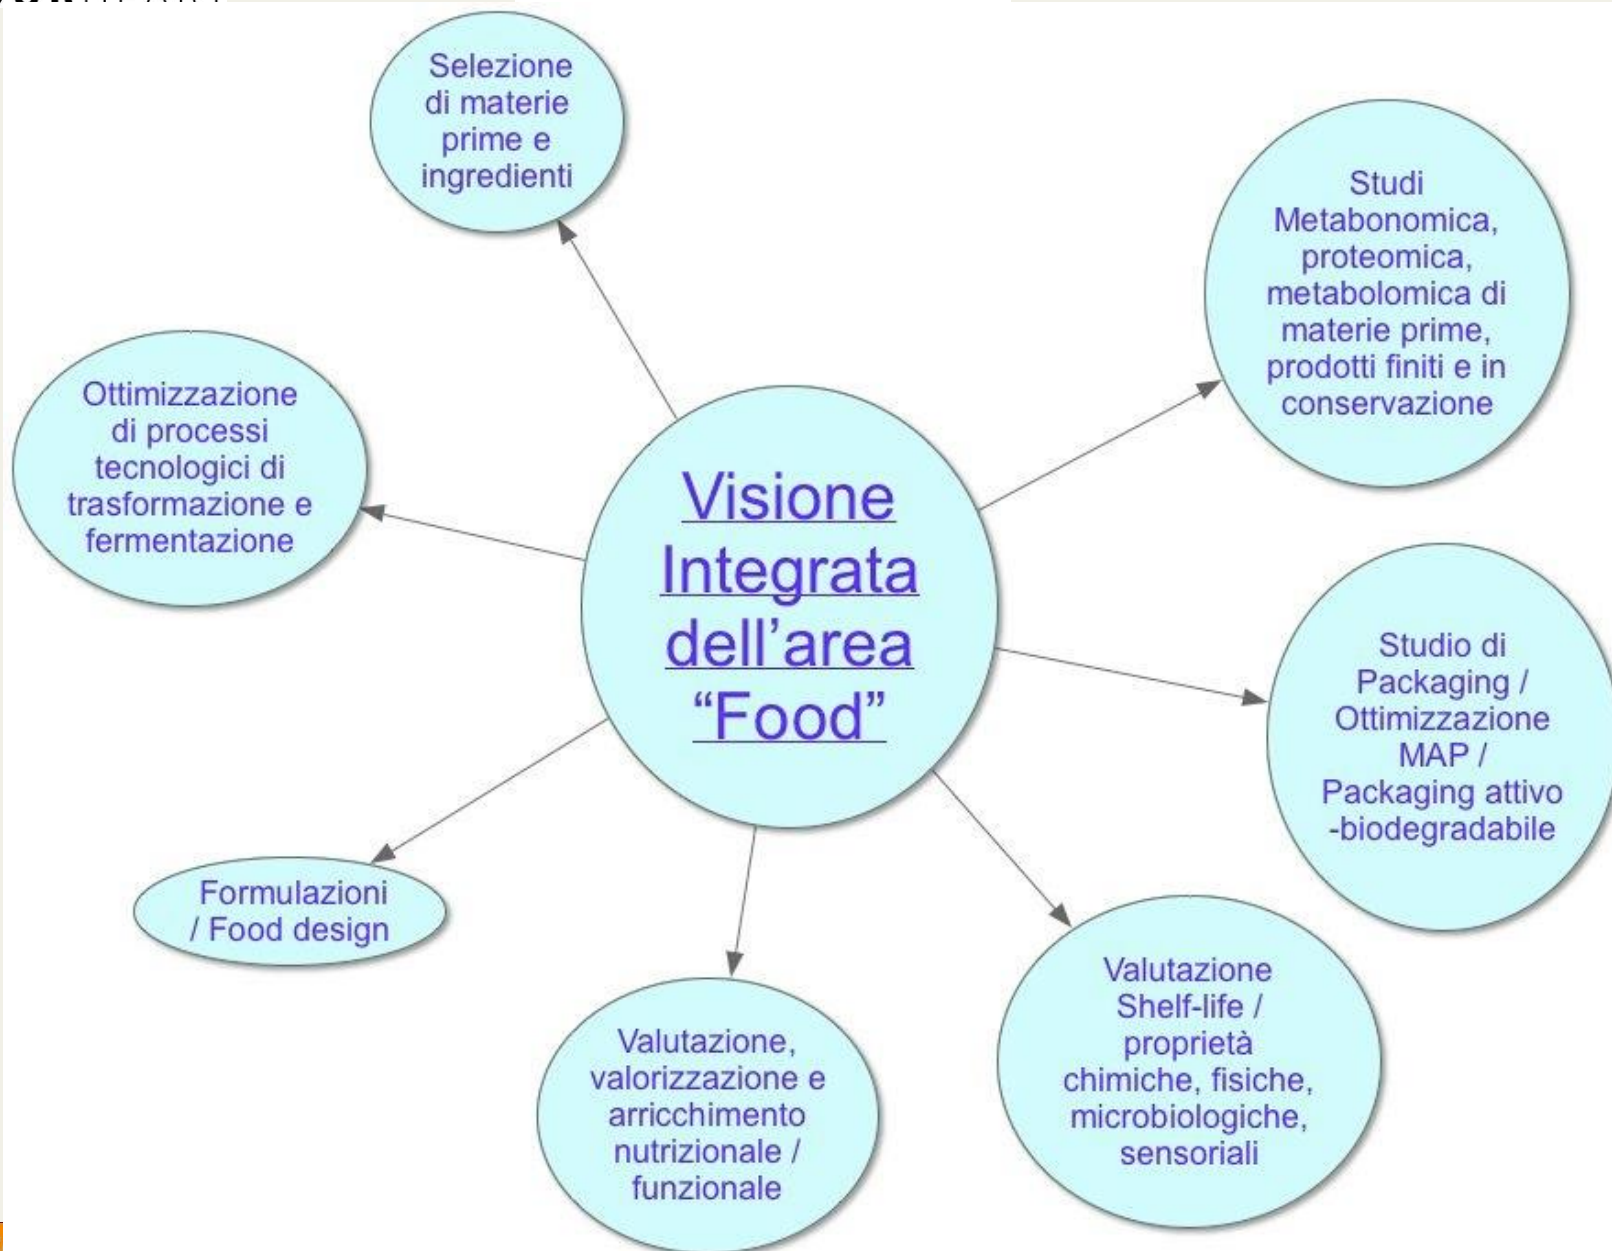 Selezione
di materie
prime e
ingredienti
Studi
Metabonomica,
proteomica,
metabolomica di
materie prime,
prodotti finiti e in
conservazione
Ottimizzazione
di processi
tecnologici di
trasformazione e
fermentazione
Visione
Integrata
dell’area
“Food”
Studio di
Packaging /
Ottimizzazione
MAP /
Packaging attivo
-biodegradabile
Formulazioni
/ Food design
Valutazione
Shelf-life /
proprietà
chimiche, fisiche,
microbiologiche,
sensoriali
Valutazione,
valorizzazione e
arricchimento
nutrizionale /
funzionale